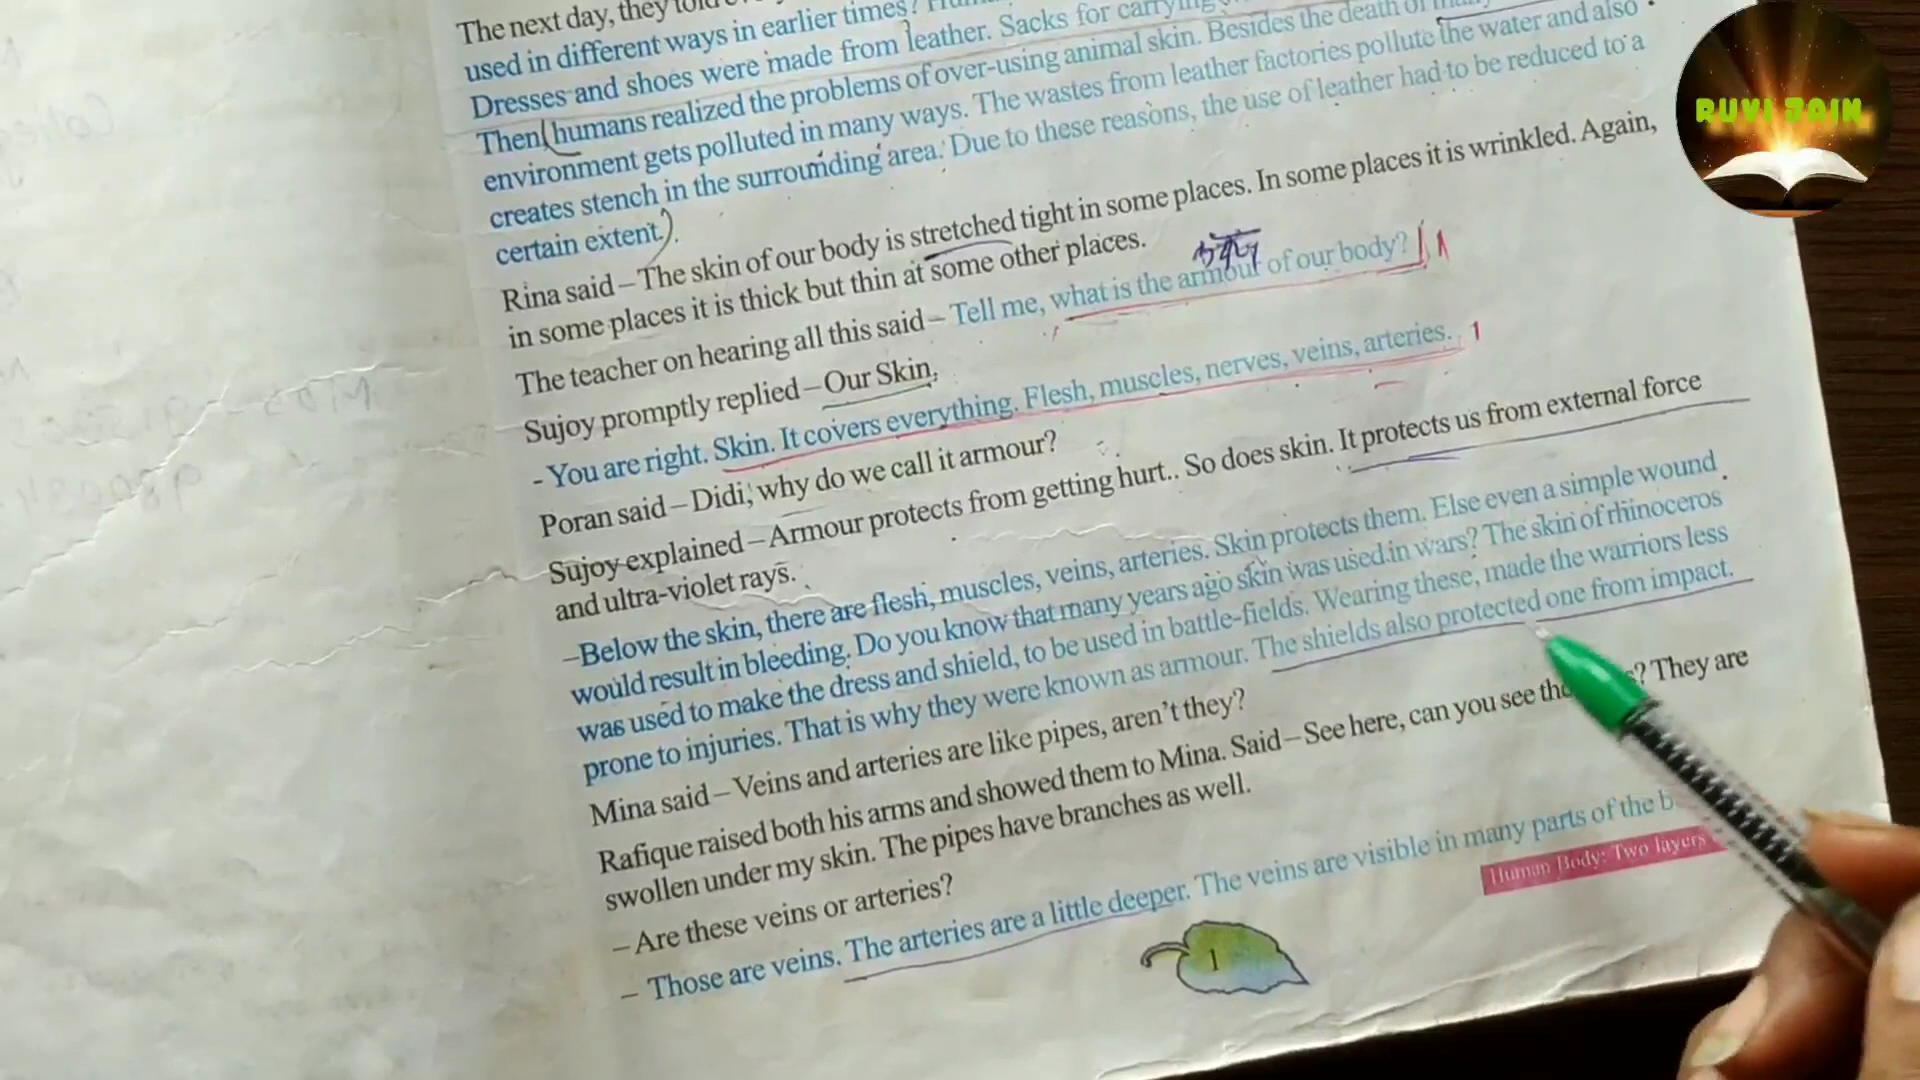 The next day, they told
used in different ways in earlier times?
Dresses and shoes were made from leather. Sacks for carrying
Then humans realized the problems of over-using animal skin. Besides the death of many
environment gets polluted in many ways. The wastes from leather factories pollute the water and also
creates stench in the surrounding area. Due to these reasons, the use of leather had to be reduced to a
certain extent.
Rina said – The skin of our body is stretched tight in some places. In some places it is wrinkled. Again,
in some places it is thick but thin at some other places.
The teacher on hearing all this said – Tell me, what is the armour of our body?
Sujoy promptly replied – Our Skin.
- You are right. Skin. It covers everything. Flesh, muscles, nerves, veins, arteries. 1
Poran said – Didi, why do we call it armour?
Sujoy explained – Armour protects from getting hurt.. So does skin. It protects us from external force
and ultra-violet rays.
–Below the skin, there are flesh, muscles, veins, arteries. Skin protects them. Else even a simple wound
would result in bleeding. Do you know that many years ago skin was used in wars? The skin of rhinoceros
was used to make the dress and shield, to be used in battle-fields. Wearing these, made the warriors less
prone to injuries. That is why they were known as armour. The shields also protected one from impact.
Mina said – Veins and arteries are like pipes, aren't they?
Rafique raised both his arms and showed them to Mina. Said – See here, can you see ? They are
swollen under my skin. The pipes have branches as well.
– Are these veins or arteries?
– Those are veins. The arteries are a little deeper. The veins are visible in many parts of the
Human Body: Two layers
1
RUVI JAIN